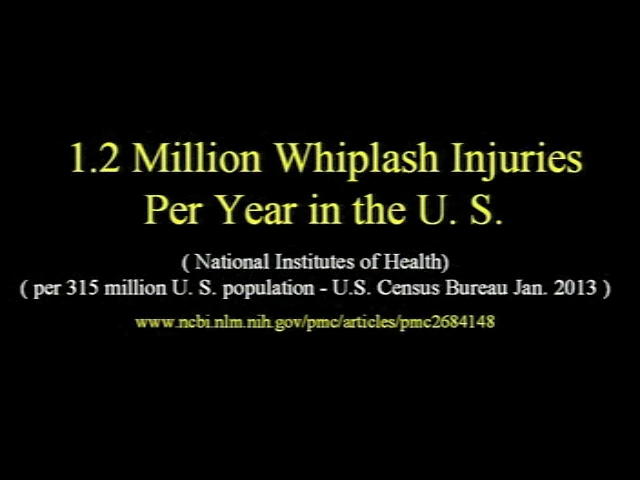 1.2 Million Whiplash Injuries
Per Year in the U. S.
( National Institutes of Health)
( per 315 million U. S. population - U.S. Census Bureau Jan. 2013 )
www.ncbi.nlm.nih.gov/pmc/articles/pmc2684148